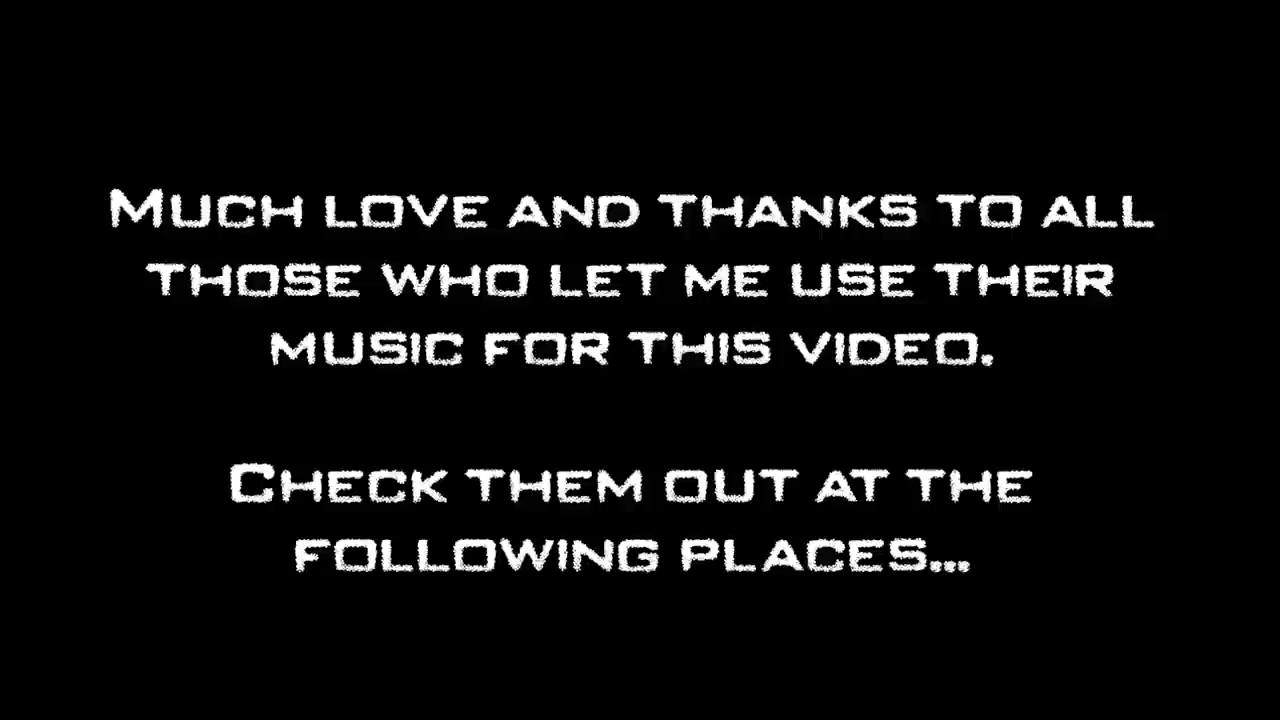 Much love and thanks to all
those who let me use their
music for this video.
Check them out at the
following places...